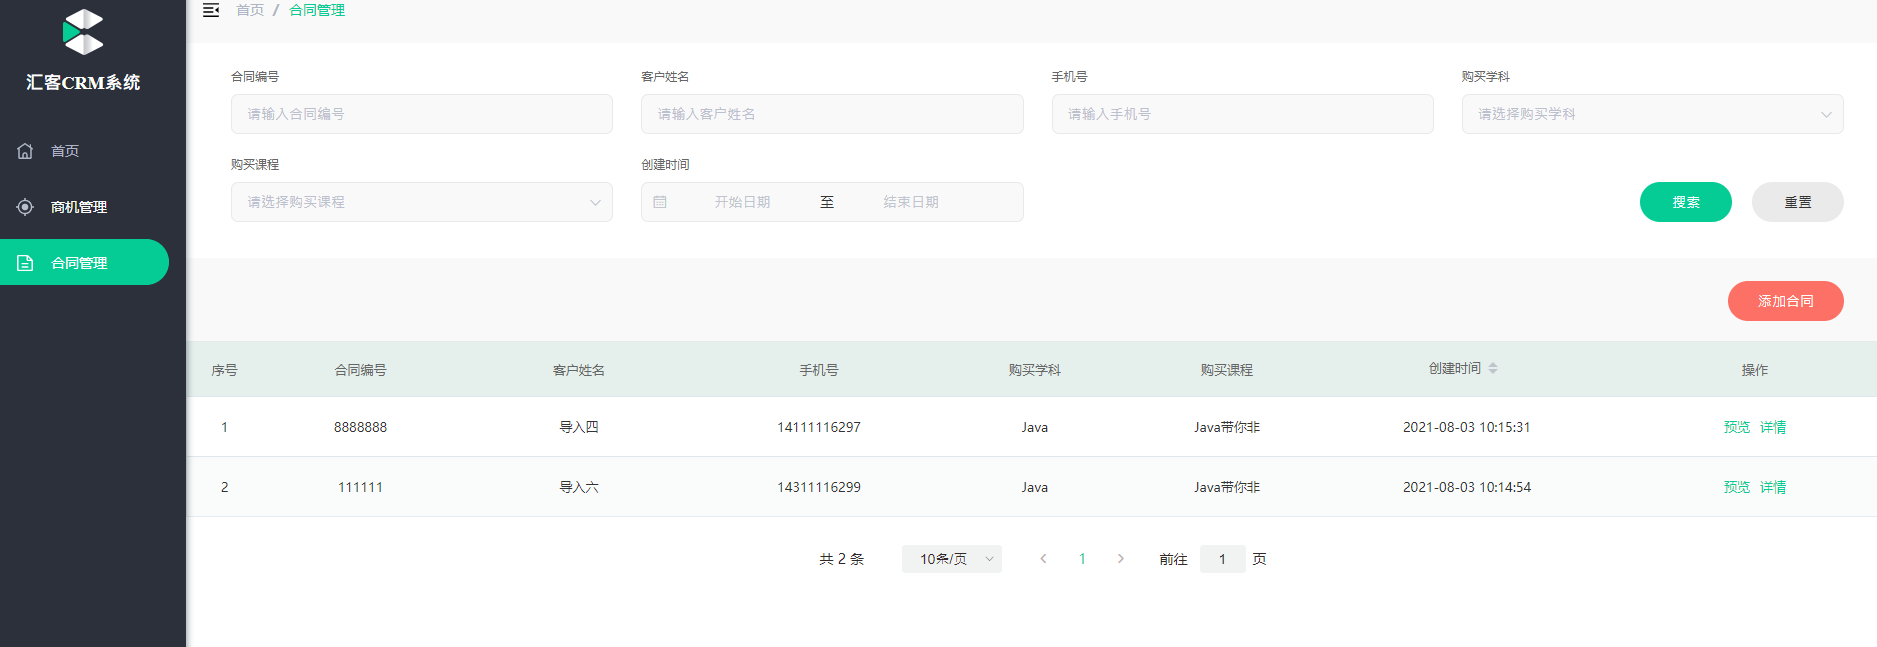 首页 / 合同管理
汇客CRM系统
首页
商机管理
合同管理
合同编号 客户姓名 手机号 购买学科
请输入合同编号 请输入客户姓名 请输入手机号 请选择购买学科
购买课程 创建时间
请选择购买课程 开始日期 至 结束日期 搜索 重置
添加合同
序号 合同编号 客户姓名 手机号 购买学科 购买课程 创建时间 操作
1 8888888 导入四 14111116297 Java Java带你非 2021-08-03 10:15:31 预览 详情
2 111111 导入六 14311116299 Java Java带你非 2021-08-03 10:14:54 预览 详情
共 2 条 10条/页 1 前往 1 页